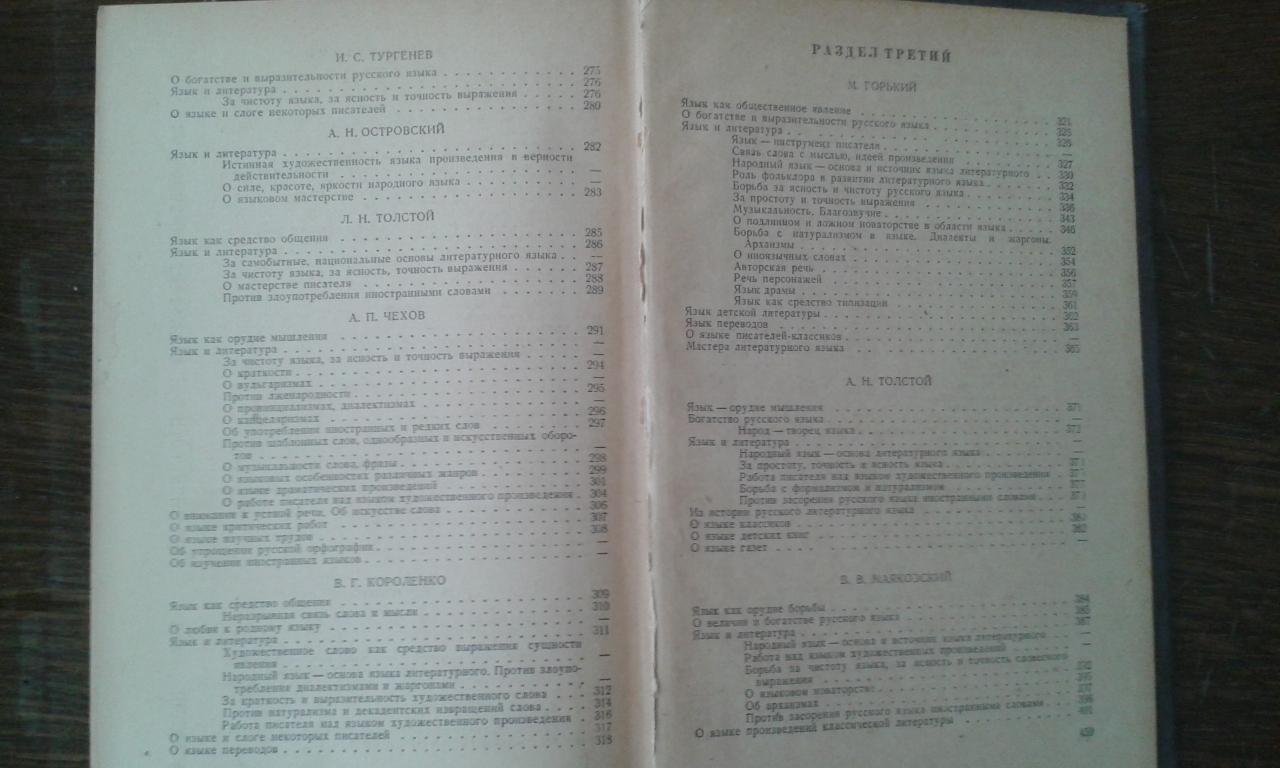 И. С. ТУРГЕНЕВ
О богатстве и выразительности русского языка . . . 275
Язык и литература . . . 276
За чистоту языка, за ясность и точность выражения . . . 276
О языке и слоге некоторых писателей . . . 280
А. Н. ОСТРОВСКИЙ
Язык и литература . . . 282
Истинная художественность языка произведения в верности
действительности . . . —
О силе, красоте, яркости народного языка . . . —
О языковом мастерстве . . . 283
Л. Н. ТОЛСТОЙ
Язык как средство общения . . . 285
Язык и литература . . . 286
За самобытные, национальные основы литературного языка . . . —
За чистоту языка, за ясность, точность выражения . . . 287
О мастерстве писателя . . . 288
Против злоупотребления иностранными словами . . . 289
А. П. ЧЕХОВ
Язык как орудие мышления . . . 291
Язык и литература . . . —
За чистоту языка, за ясность и точность выражения . . . —
О краткости . . . 294
О вульгаризмах . . . —
Против лженародности . . . 295
О провинциализмах, диалектизмах . . . —
О канцеляризмах . . . 296
Об употреблении иностранных и редких слов . . . 297
Против шаблонных слов, однообразных и искусственных оборо-
тов . . . —
О музыкальности слова, фразы . . . 298
О языковых особенностях различных жанров . . . 299
О языке драматических произведений . . . 301
О работе писателя над языком художественного произведения . 304
О внимании к устной речи. Об искусстве слова . . . 306
О языке критических работ . . . 307
О языке научных трудов . . . 308
Об упрощении русской орфографии . . . —
Об изучении иностранных языков . . . —
В. Г. КОРОЛЕНКО
Язык как средство общения . . . 309
Неразрывная связь слова и мысли . . . 310
О любви к родному языку . . . —
Язык и литература . . . 311
Художественное слово как средство выражения сущности
явления . . . —
Народный язык — основа языка литературного. Против злоупо-
требления диалектизмами и жаргонами . . . —
За краткость и выразительность художественного слова . . . 312
Против натурализма и декадентских извращений слова . . . 314
Работа писателя над языком художественного произведения . 316
О языке и слоге некоторых писателей . . . 317
О языке переводов . . . 318
РАЗДЕЛ ТРЕТИЙ
М. ГОРЬКИЙ
Язык как общественное явление . . . 321
О богатстве и выразительности русского языка . . . 325
Язык и литература . . . 326
Язык — инструмент писателя . . . —
Связь слова с мыслью, идеей произведения . . . 327
Народный язык — основа и источник языка литературного . . 330
Роль фольклора в развитии литературного языка . . . 332
Борьба за ясность и чистоту русского языка . . . 334
За простоту и точность выражения . . . 336
Музыкальность. Благозвучие . . . 343
О подлинном и ложном новаторстве в области языка . . . 346
Борьба с натурализмом в языке. Диалекты и жаргоны.
Архаизмы . . . 352
О иноязычных словах . . . 354
Авторская речь . . . 356
Речь персонажей . . . 357
Язык драмы . . . 359
Язык как средство типизации . . . 361
Язык детской литературы . . . 362
Язык переводов . . . 363
О языке писателей-классиков . . . —
Мастера литературного языка . . . 365
А. Н. ТОЛСТОЙ
Язык — орудие мышления . . . 371
Богатство русского языка . . .
Народ — творец языка . . . 372
Язык и литература . . . —
Народный язык — основа литературного языка . . . —
За простоту, точность и ясность языка . . .
Работа писателя над языком художественного произведения
Борьба с формализмом и натурализмом . . .
Против засорения русского языка иностранными словами . . .
Из истории русского литературного языка . . . —
О языке классиков . . .
О языке детских книг . . . 382
О языке газет . . . —
В. В. МАЯКОВСКИЙ
Язык как орудие борьбы . . . 384
О величии и богатстве русского языка . . . 385
Язык и литература . . . 387
Народный язык — основа и источник языка литературного . . . —
Работа над языком художественных произведений . . . —
Борьба за чистоту языка, за ясность и точность словесного
выражения . . .
О языковом новаторстве . . .
Об архаизмах . . .
Против засорения русского языка иностранными словами . . .
О языке произведений классической литературы . . .